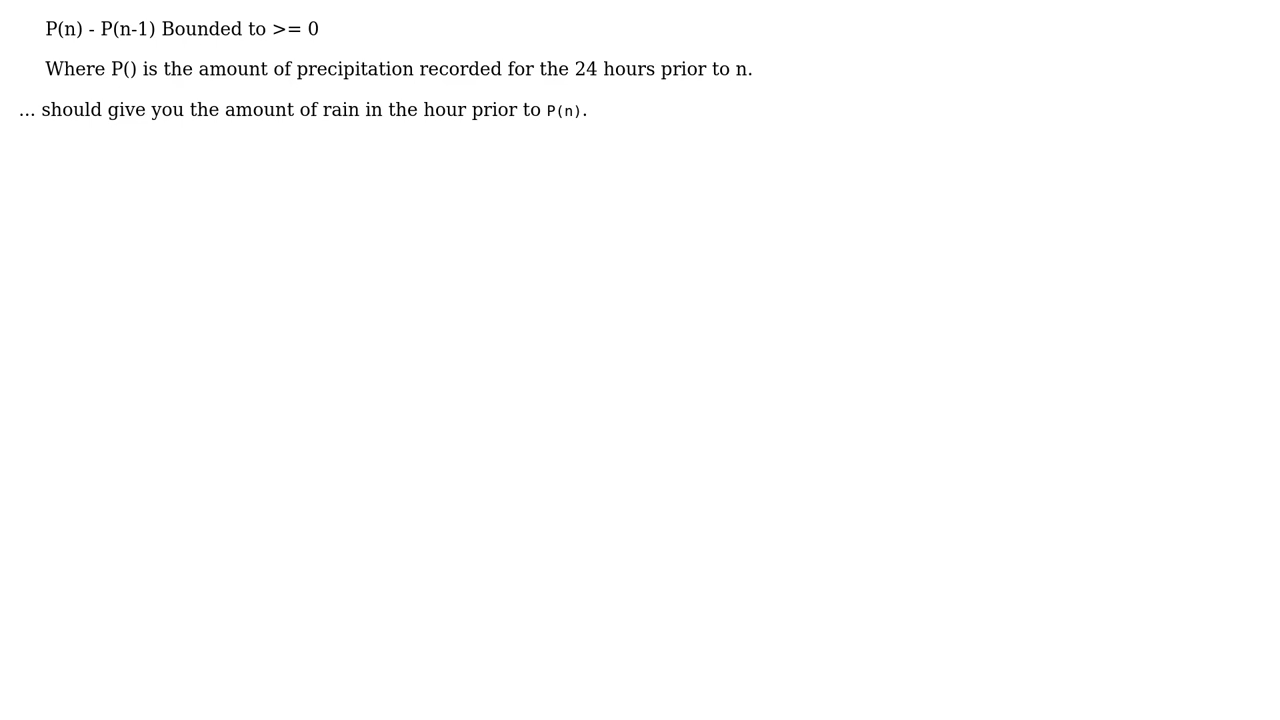 P(n) - P(n-1) Bounded to >= 0
Where P() is the amount of precipitation recorded for the 24 hours prior to n.
... should give you the amount of rain in the hour prior to P(n).